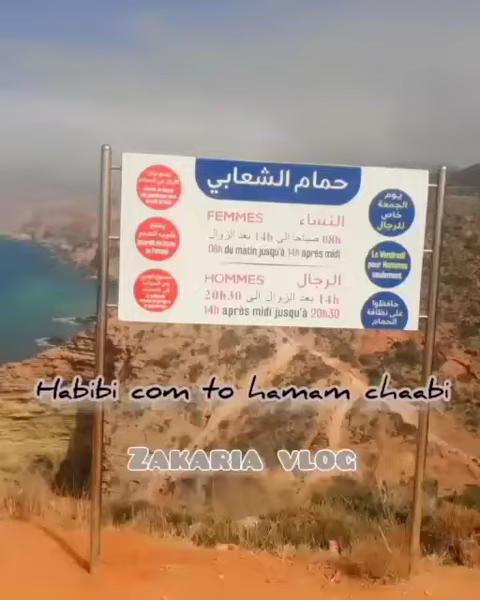 حمام الشعابي
FEMMES النساء
08h صباحا الى 14h بعد الزوال
08h du matin jusqu'à 14h après midi
HOMMES الرجال
14h بعد الزوال الى 20h30
14h après midi jusqu'à 20h30
يوم
الجمعة
خاص
للرجال
Le Vendredi
pour Hommes
seulement
حافظوا
على نظافة
الحمام
Habibi com to hamam chaabi
ZAKARIA VLOG